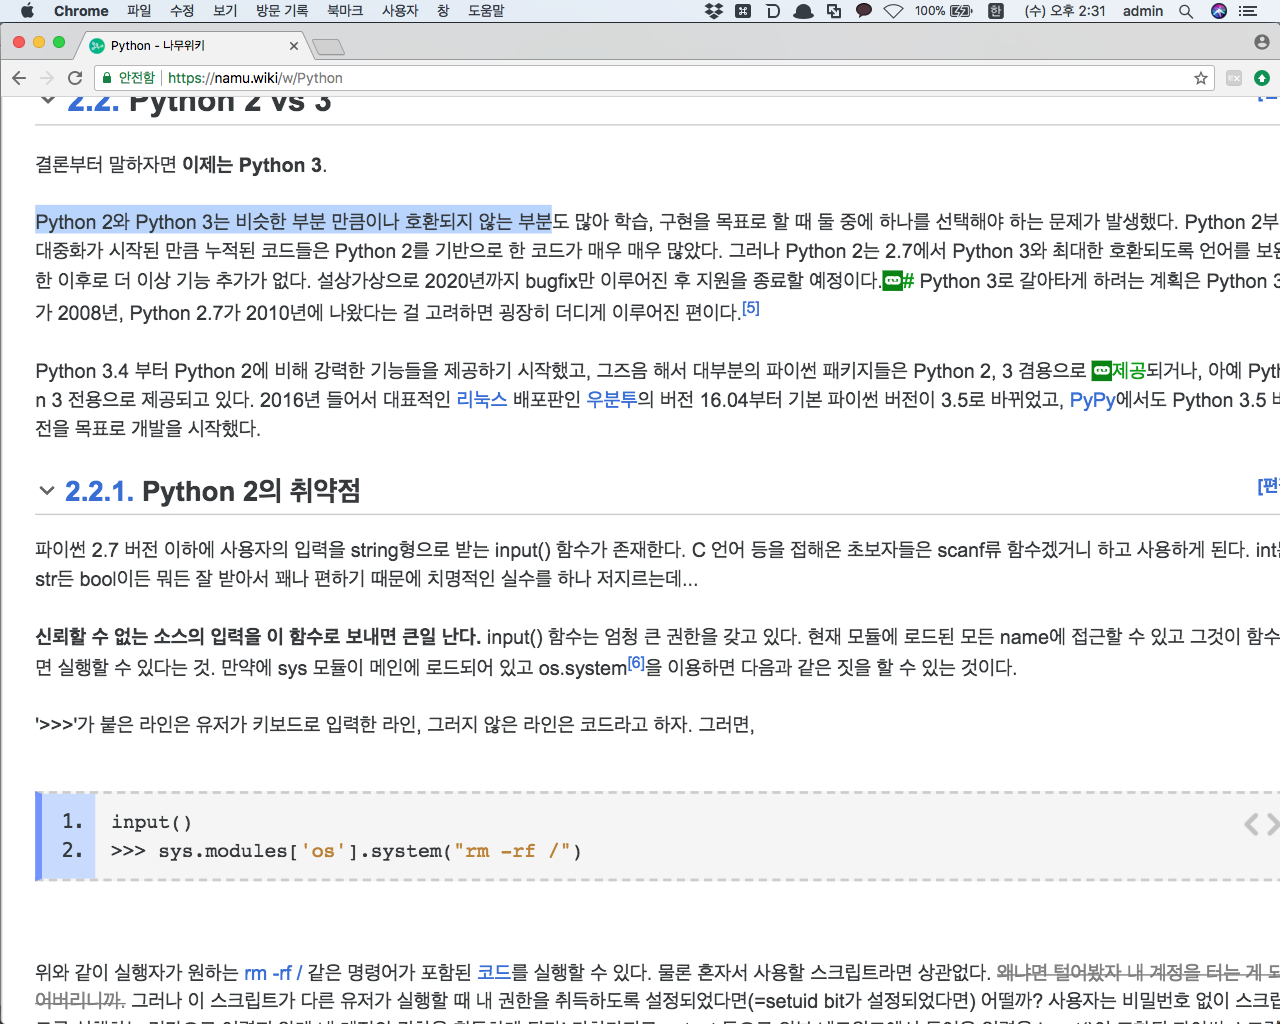 Chrome 파일 수정 보기 방문 기록 북마크 사용자 창 도움말 100% 한 (수) 오후 2:31 admin
Python - 나무위키
안전함 https://namu.wiki/w/Python
2.2. Python 2 vs 3
결론부터 말하자면 이제는 Python 3.
Python 2와 Python 3는 비슷한 부분 만큼이나 호환되지 않는 부분도 많아 학습, 구현을 목표로 할 때 둘 중에 하나를 선택해야 하는 문제가 발생했다. Python 2부
대중화가 시작된 만큼 누적된 코드들은 Python 2를 기반으로 한 코드가 매우 매우 많았다. 그러나 Python 2는 2.7에서 Python 3와 최대한 호환되도록 언어를 보완
한 이후로 더 이상 기능 추가가 없다. 설상가상으로 2020년까지 bugfix만 이루어진 후 지원을 종료할 예정이다.# Python 3로 갈아타게 하려는 계획은 Python 3
가 2008년, Python 2.7가 2010년에 나왔다는 걸 고려하면 굉장히 더디게 이루어진 편이다.[5]
Python 3.4 부터 Python 2에 비해 강력한 기능들을 제공하기 시작했고, 그즈음 해서 대부분의 파이썬 패키지들은 Python 2, 3 겸용으로 제공되거나, 아예 Pyth
n 3 전용으로 제공되고 있다. 2016년 들어서 대표적인 리눅스 배포판인 우분투의 버전 16.04부터 기본 파이썬 버전이 3.5로 바뀌었고, PyPy에서도 Python 3.5 버
전을 목표로 개발을 시작했다.
2.2.1. Python 2의 취약점 [편
파이썬 2.7 버전 이하에 사용자의 입력을 string형으로 받는 input() 함수가 존재한다. C 언어 등을 접해온 초보자들은 scanf류 함수겠거니 하고 사용하게 된다. int든
str든 bool이든 뭐든 잘 받아서 꽤나 편하기 때문에 치명적인 실수를 하나 저지르는데...
신뢰할 수 없는 소스의 입력을 이 함수로 보내면 큰일 난다. input() 함수는 엄청 큰 권한을 갖고 있다. 현재 모듈에 로드된 모든 name에 접근할 수 있고 그것이 함수
면 실행할 수 있다는 것. 만약에 sys 모듈이 메인에 로드되어 있고 os.system[6]을 이용하면 다음과 같은 짓을 할 수 있는 것이다.
'>>>'가 붙은 라인은 유저가 키보드로 입력한 라인, 그러지 않은 라인은 코드라고 하자. 그러면,
1. input()
2. >>> sys.modules['os'].system("rm -rf /")
위와 같이 실행자가 원하는 rm -rf / 같은 명령어가 포함된 코드를 실행할 수 있다. 물론 혼자서 사용할 스크립트라면 상관없다. 왜냐면 털어봤자 내 계정을 터는 게 되
어버리니까. 그러나 이 스크립트가 다른 유저가 실행할 때 내 권한을 취득하도록 설정되었다면(=setuid bit가 설정되었다면) 어떨까? 사용자는 비밀번호 없이 스크립